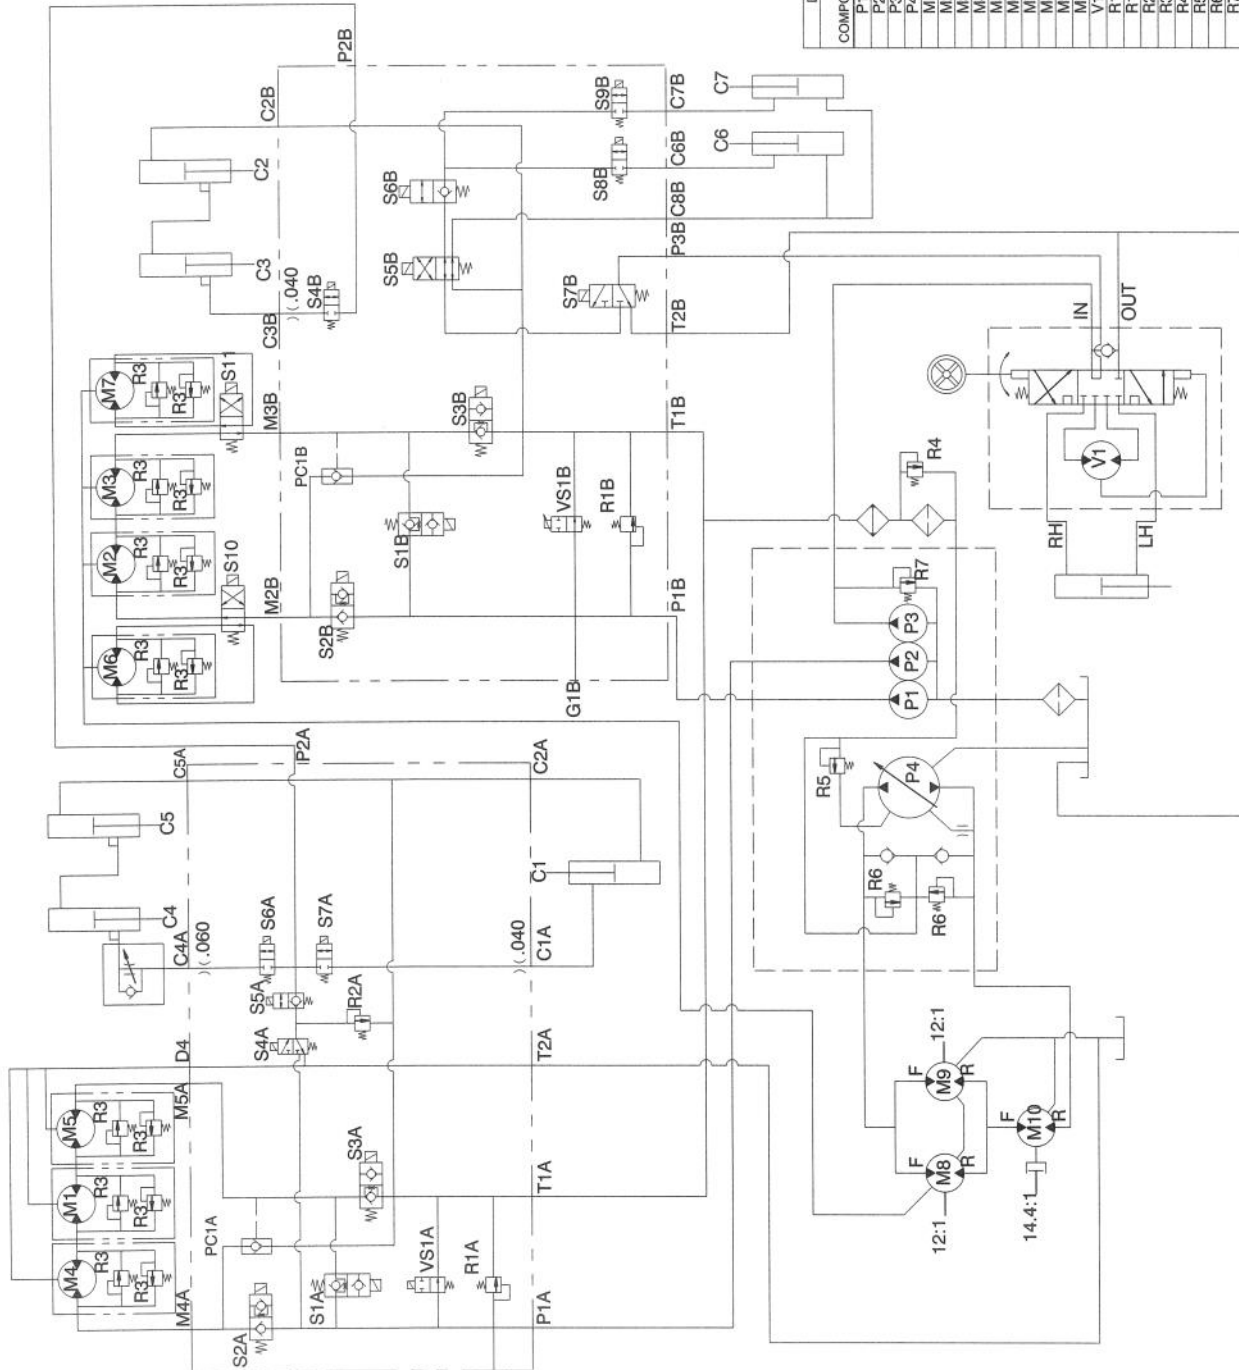 P2B
C2B
C2
C3
C3B
) ( .040
S4B
S9B
S8B
S6B
S5B
S7B
C7B
C6B
C8B
P3B
T2B
C7
C6
COMPO
M7
R3
R3
S11
M3B
M3
R3
R3
M2
R3
R3
S10
M2B
M6
R3
R3
PC1B
S3B
S1B
S2B
VS1B
R1B
T1B
P1B
G1B
IN
OUT
V1
RH
LH
R4
R7
P3
P2
P1
P4
R5
R6
R6
C5A
P2A
C2A
C5
C4
C4A
) ( .060
S6A
S7A
S5A
S4A
R2A
) ( .040
C1A
C1
D4
T2A
M5A
M5
R3
R3
M1
R3
R3
M4
R3
R3
M4A
PC1A
S3A
S1A
S2A
VS1A
R1A
T1A
P1A
F
M9
R
12:1
F
M8
R
12:1
F
M10
R
14.4:1